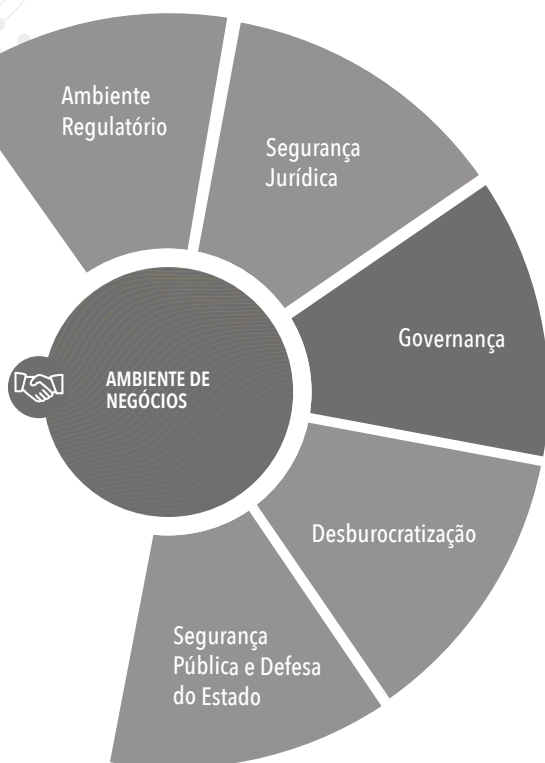 Ambiente
Regulatório
Segurança
Jurídica
Governança
AMBIENTE DE
NEGÓCIOS
Desburocratização
Segurança
Pública e Defesa
do Estado